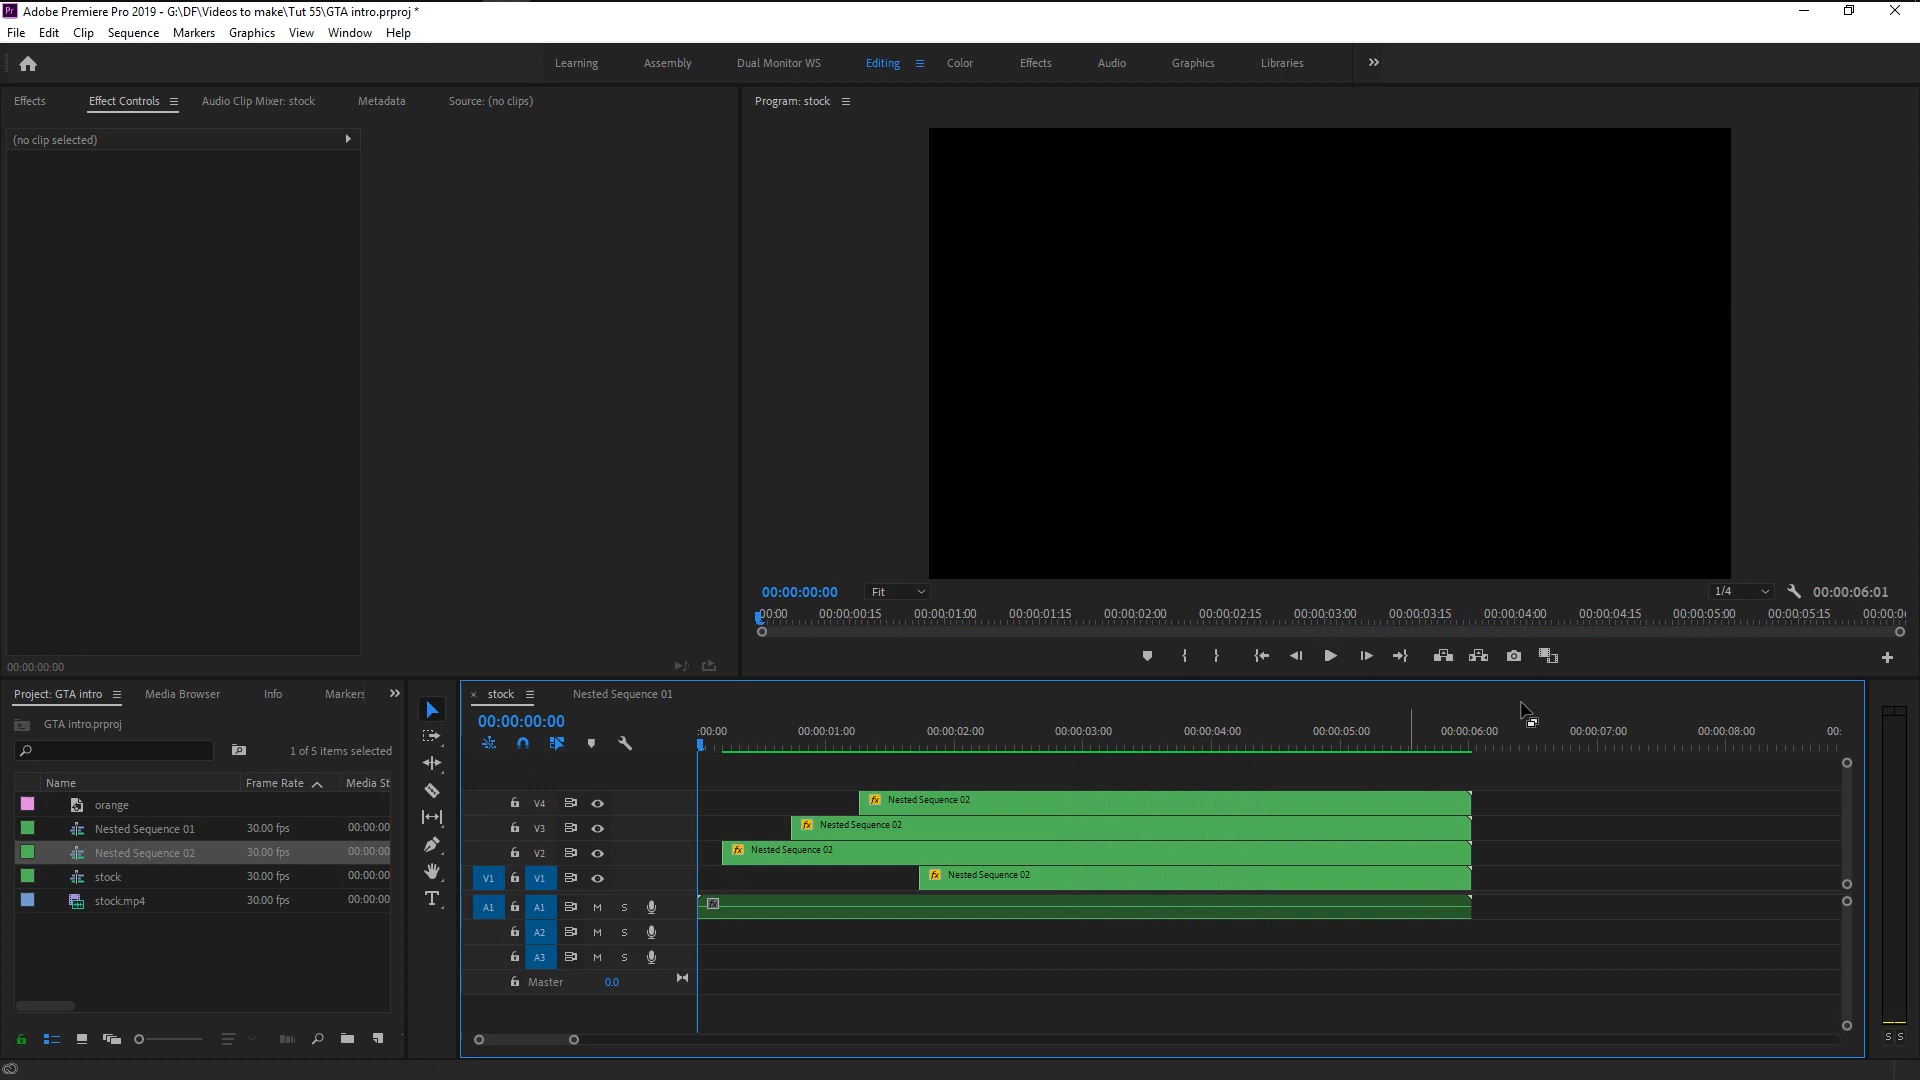 Pr Adobe Premiere Pro 2019 - G:\DF\Videos to make\Tut 55\GTA intro.prproj *
File Edit Clip Sequence Markers Graphics View Window Help
Learning Assembly Dual Monitor WS Editing Color Effects Audio Graphics Libraries
Effects Effect Controls Audio Clip Mixer: stock Metadata Source: (no clips)
Program: stock
(no clip selected)
00:00:00:00 Fit 1/4 00:00:06:01
:00:00 00:00:00:15 00:00:01:00 00:00:01:15 00:00:02:00 00:00:02:15 00:00:03:00 00:00:03:15 00:00:04:00 00:00:04:15 00:00:05:00 00:00:05:15 00:00:0
00:00:00:00
Project: GTA intro Media Browser Info Markers
GTA intro.prproj
1 of 5 items selected
Name Frame Rate Media St
orange
Nested Sequence 01 30.00 fps 00:00:00
Nested Sequence 02 30.00 fps 00:00:00
stock 30.00 fps 00:00:00
stock.mp4 30.00 fps 00:00:00
T
× stock Nested Sequence 01
00:00:00:00
:00:00 00:00:01:00 00:00:02:00 00:00:03:00 00:00:04:00 00:00:05:00 00:00:06:00 00:00:07:00 00:00:08:00 00:
V4 fx Nested Sequence 02
V3 fx Nested Sequence 02
V2 fx Nested Sequence 02
V1 V1 fx Nested Sequence 02
A1 A1 M S fx
A2 M S
A3 M S
Master 0.0
S S